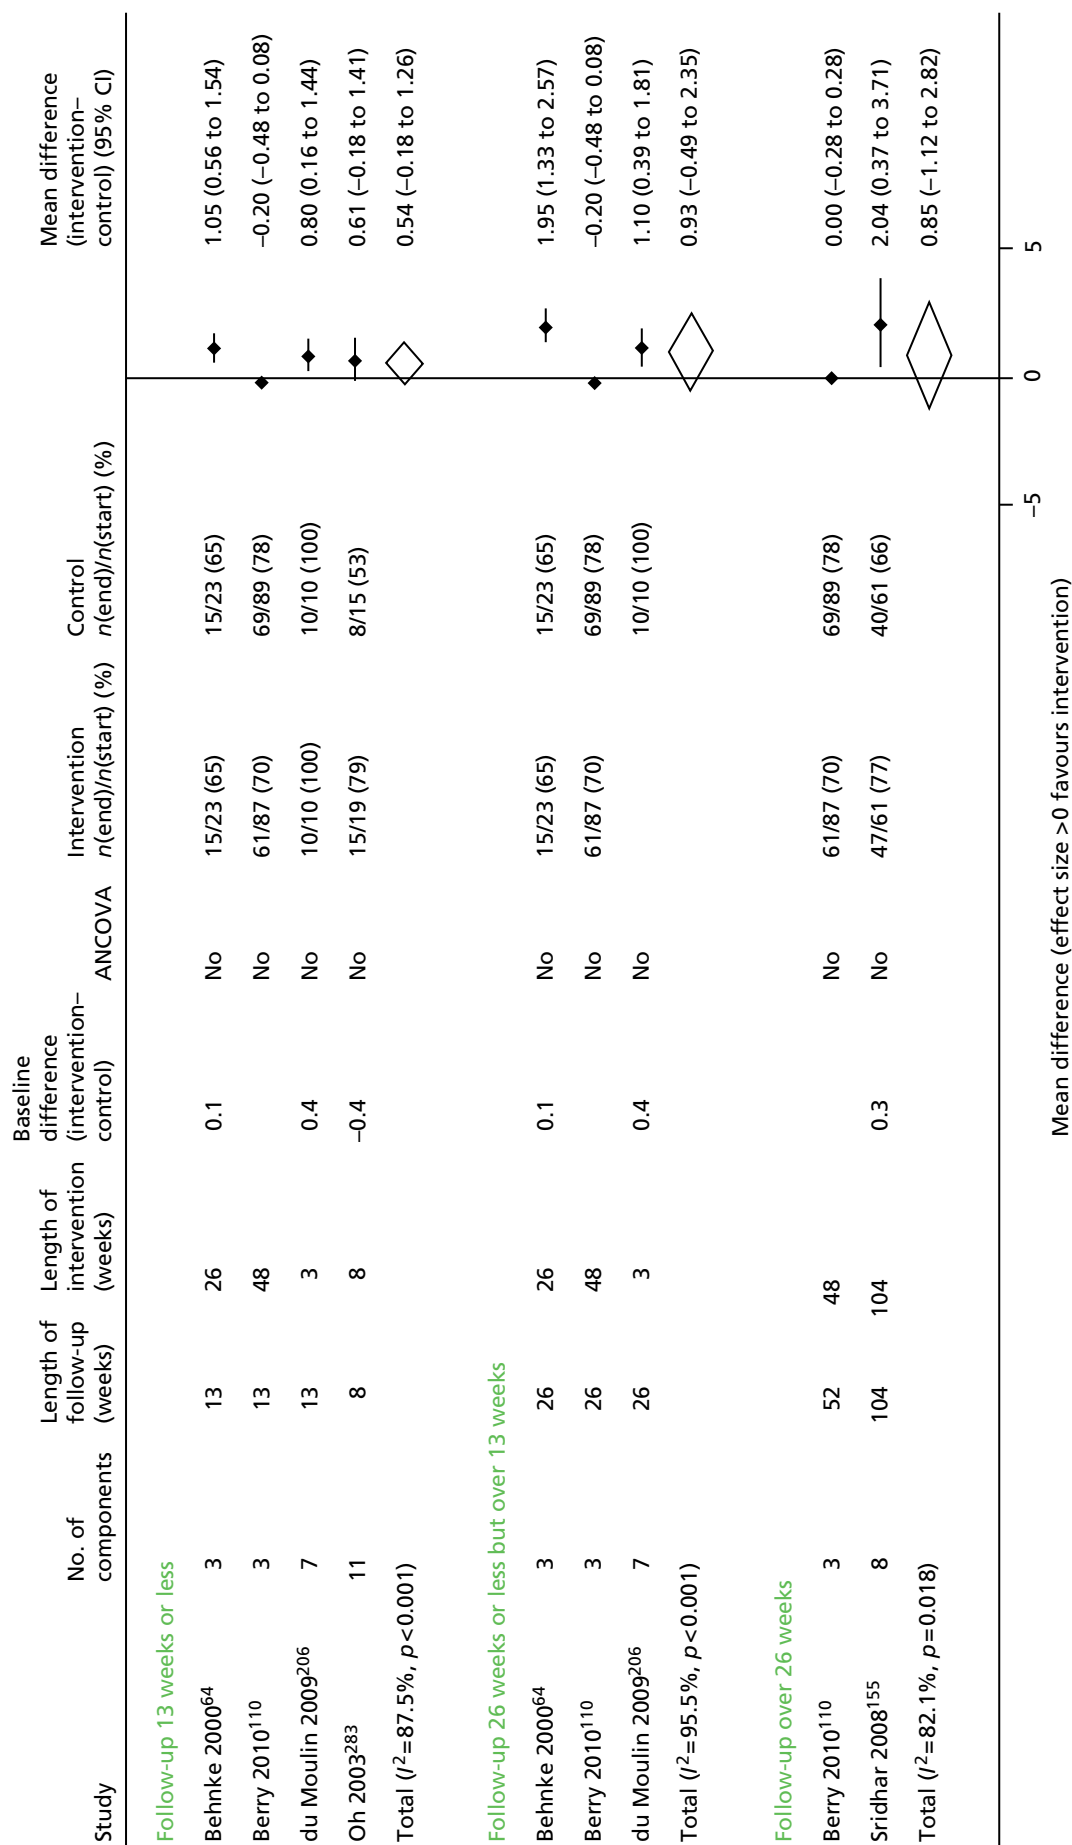 Study No. of components Length of follow-up (weeks) Length of intervention (weeks) Baseline difference (intervention–control) ANCOVA Intervention n(end)/n(start) (%) Control n(end)/n(start) (%) Mean difference (intervention–control) (95% CI)
Follow-up 13 weeks or less
Behnke 2000⁶⁴ 3 13 26 0.1 No 15/23 (65) 15/23 (65) 1.05 (0.56 to 1.54)
Berry 2010¹¹⁰ 3 13 48 No 61/87 (70) 69/89 (78) –0.20 (–0.48 to 0.08)
du Moulin 2009²⁰⁶ 7 13 3 0.4 No 10/10 (100) 10/10 (100) 0.80 (0.16 to 1.44)
Oh 2003²⁸³ 11 8 8 –0.4 No 15/19 (79) 8/15 (53) 0.61 (–0.18 to 1.41)
Total (I²=87.5%, p<0.001) 0.54 (–0.18 to 1.26)
Follow-up 26 weeks or less but over 13 weeks
Behnke 2000⁶⁴ 3 26 26 0.1 No 15/23 (65) 15/23 (65) 1.95 (1.33 to 2.57)
Berry 2010¹¹⁰ 3 26 48 No 61/87 (70) 69/89 (78) –0.20 (–0.48 to 0.08)
du Moulin 2009²⁰⁶ 7 26 3 0.4 No 10/10 (100) 1.10 (0.39 to 1.81)
Total (I²=95.5%, p<0.001) 0.93 (–0.49 to 2.35)
Follow-up over 26 weeks
Berry 2010¹¹⁰ 3 52 48 No 61/87 (70) 69/89 (78) 0.00 (–0.28 to 0.28)
Sridhar 2008¹⁵⁵ 8 104 104 0.3 No 47/61 (77) 40/61 (66) 2.04 (0.37 to 3.71)
Total (I²=82.1%, p=0.018) 0.85 (–1.12 to 2.82)
–5 0 5
Mean difference (effect size >0 favours intervention)